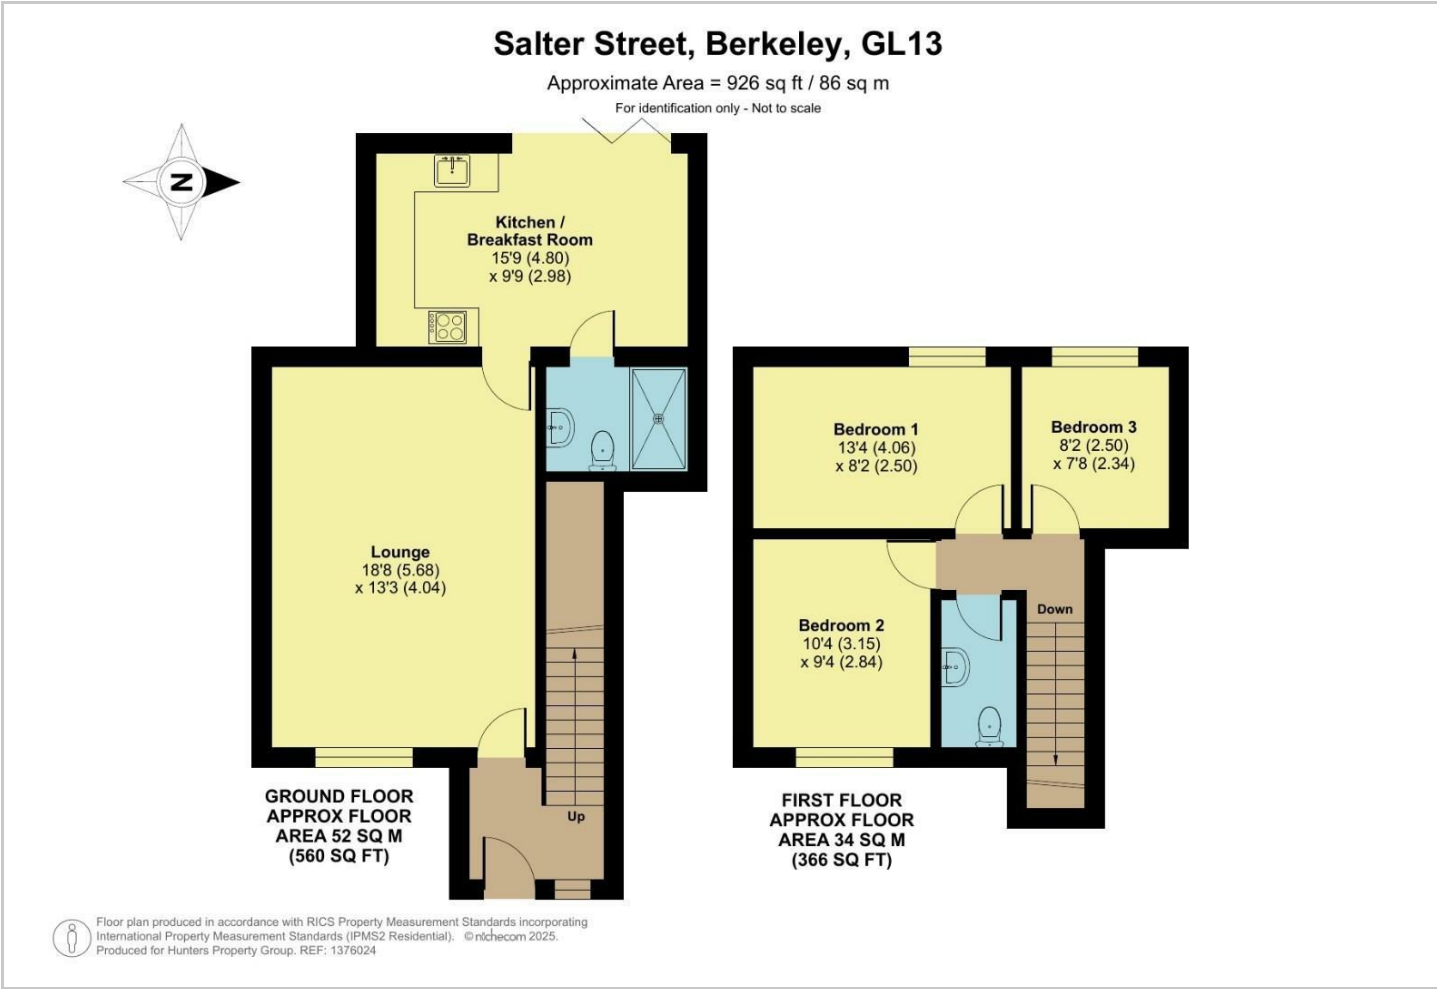 Salter Street, Berkeley, GL13
Approximate Area = 926 sq ft / 86 sq m
For identification only - Not to scale
N
Kitchen /
Breakfast Room
15'9 (4.80)
x 9'9 (2.98)
Lounge
18'8 (5.68)
x 13'3 (4.04)
Up
GROUND FLOOR
APPROX FLOOR
AREA 52 SQ M
(560 SQ FT)
Bedroom 1
13'4 (4.06)
x 8'2 (2.50)
Bedroom 3
8'2 (2.50)
x 7'8 (2.34)
Bedroom 2
10'4 (3.15)
x 9'4 (2.84)
Down
FIRST FLOOR
APPROX FLOOR
AREA 34 SQ M
(366 SQ FT)
Floor plan produced in accordance with RICS Property Measurement Standards incorporating
International Property Measurement Standards (IPMS2 Residential). © nichecom 2025.
Produced for Hunters Property Group. REF: 1376024